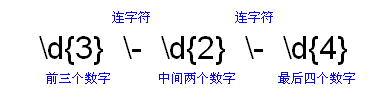 连字符 连字符
\d{3} \- \d{2} \- \d{4}
前三个数字 中间两个数字 最后四个数字